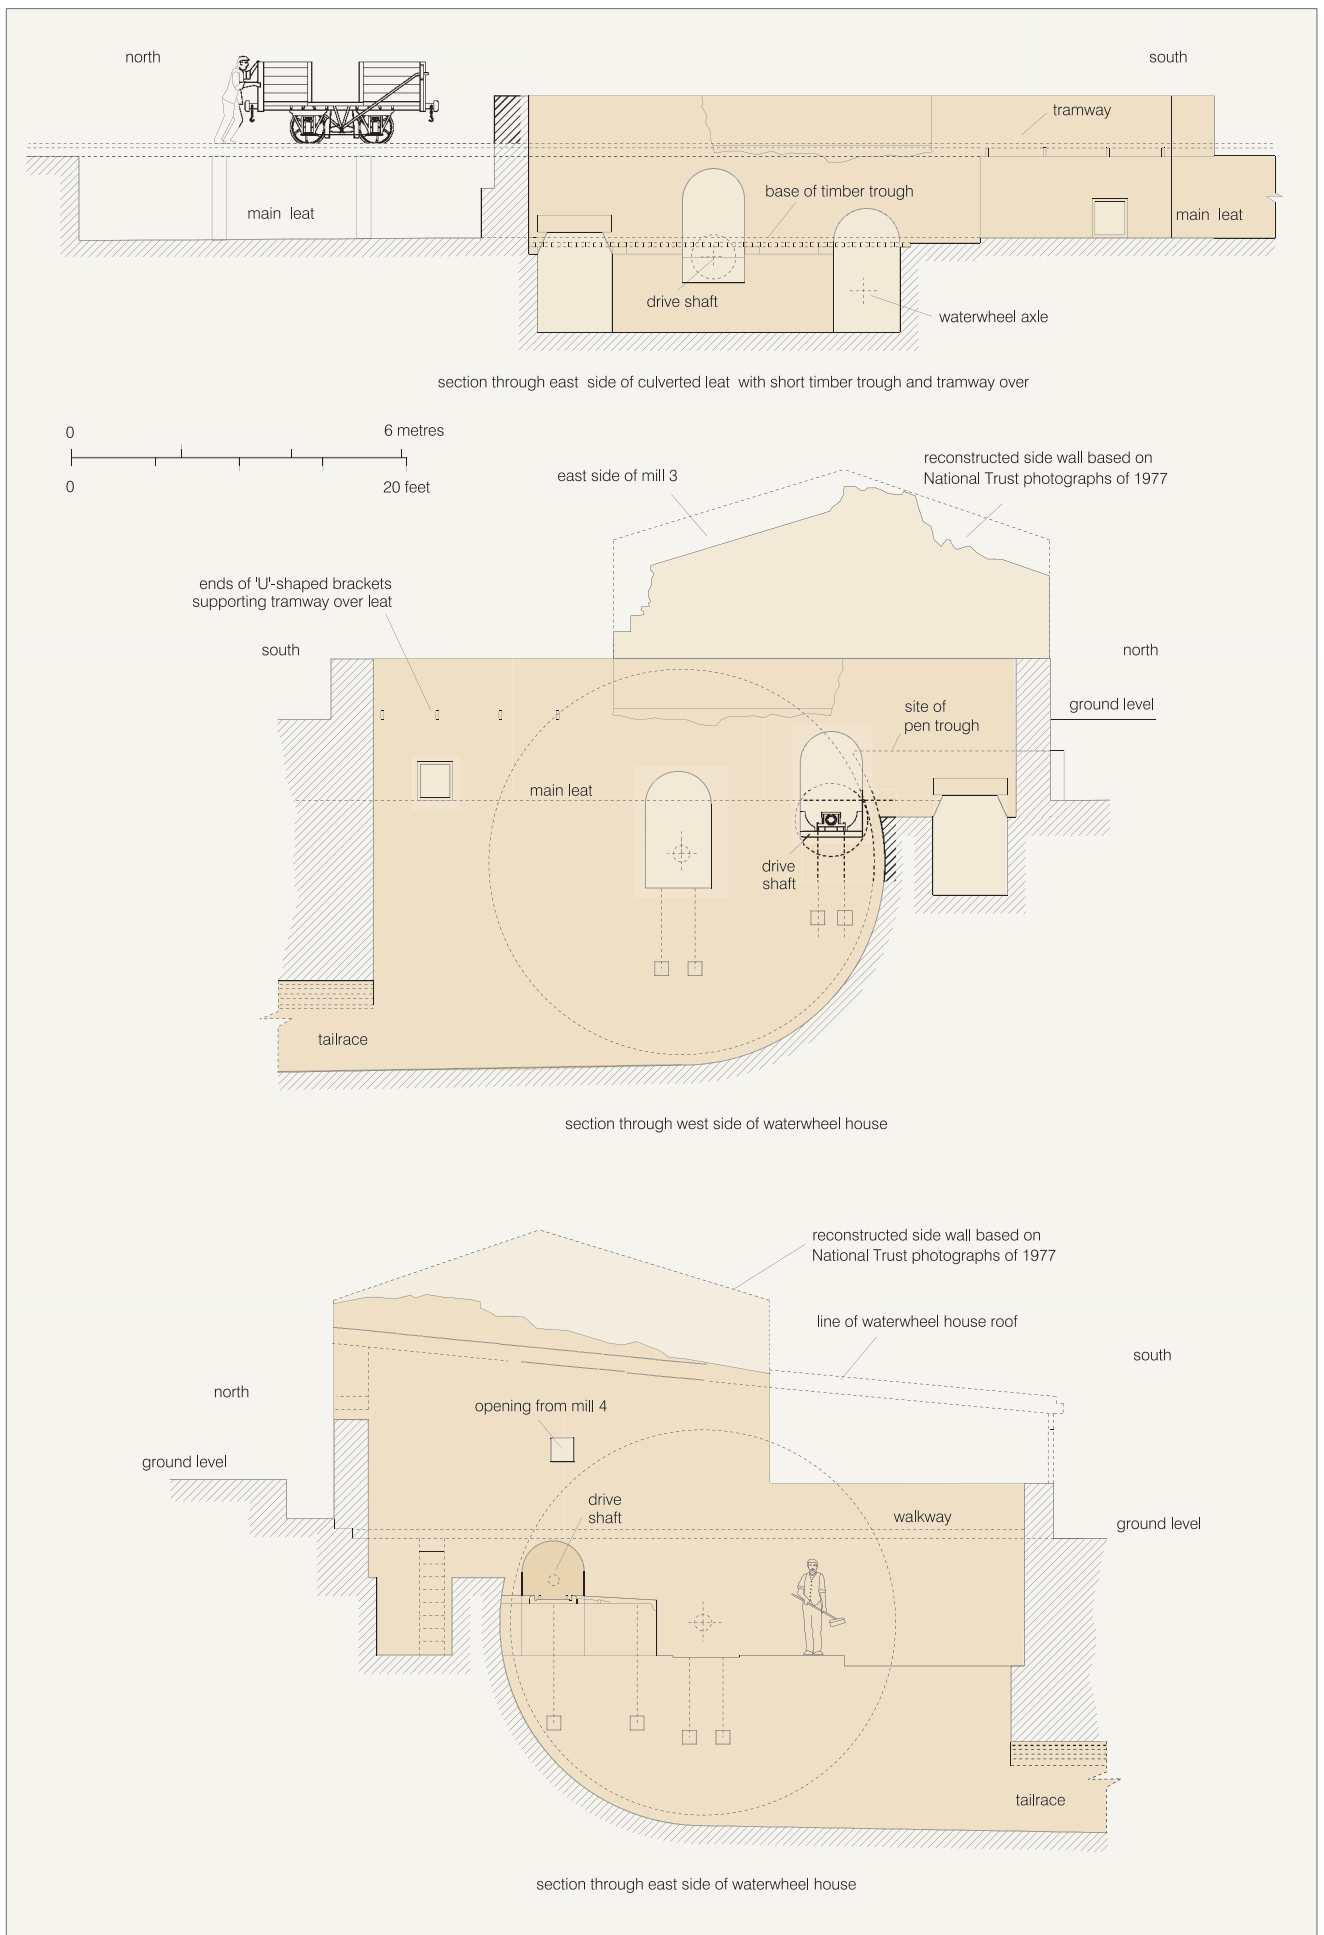 north
south
tramway
base of timber trough
main leat
main leat
drive shaft
waterwheel axle
section through east side of culverted leat with short timber trough and tramway over
0
6 metres
0
20 feet
east side of mill 3
reconstructed side wall based on
National Trust photographs of 1977
ends of 'U'-shaped brackets
supporting tramway over leat
south
north
site of
pen trough
ground level
main leat
drive
shaft
tailrace
section through west side of waterwheel house
reconstructed side wall based on
National Trust photographs of 1977
line of waterwheel house roof
south
north
opening from mill 4
ground level
drive
shaft
walkway
ground level
tailrace
section through east side of waterwheel house